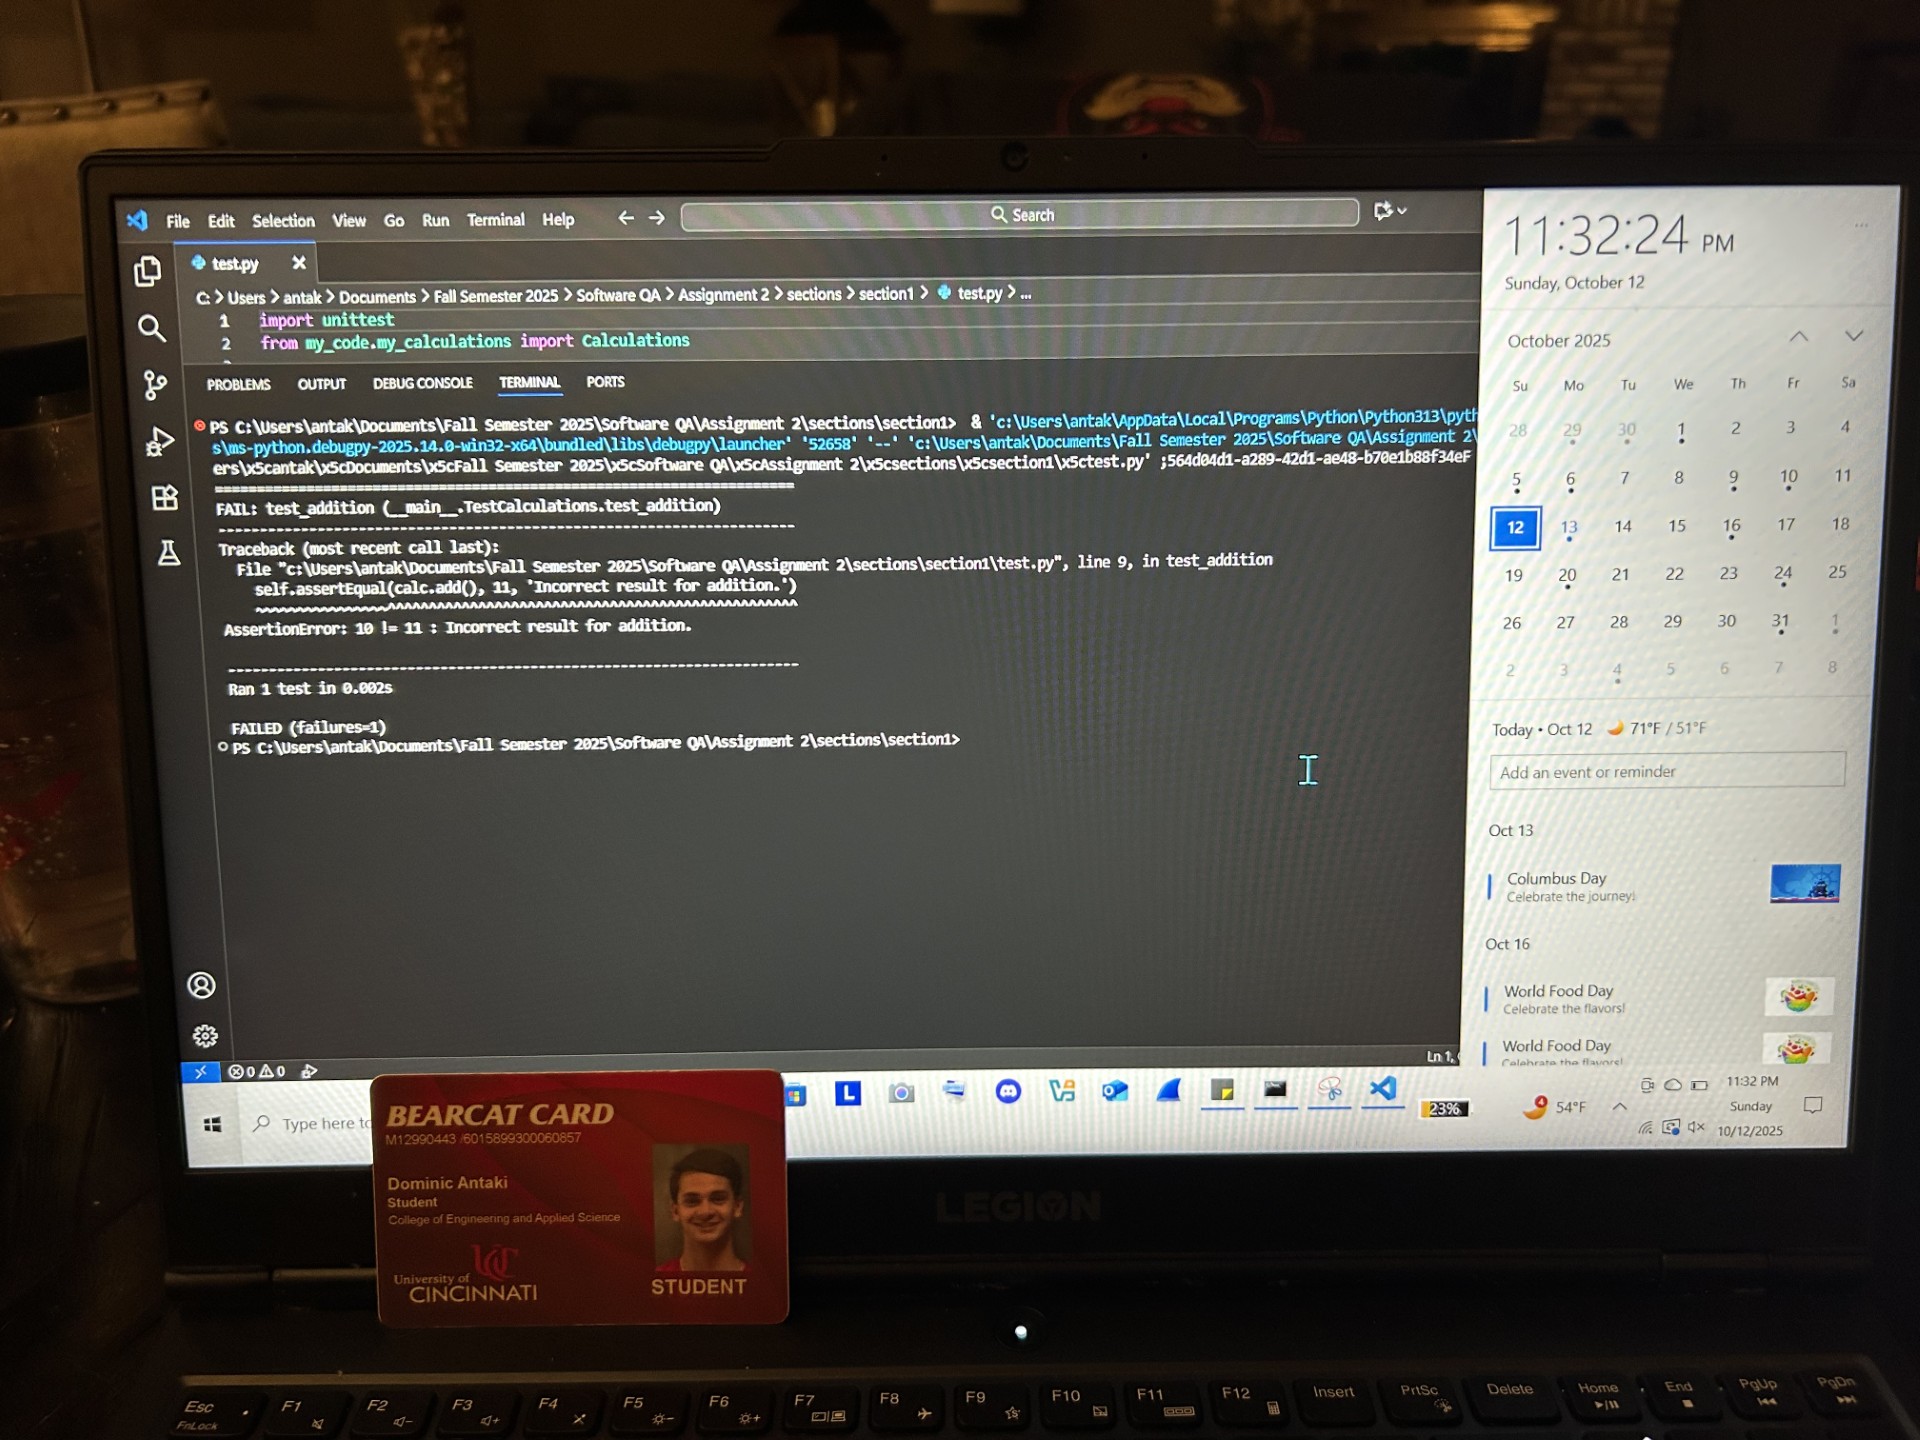 File Edit Selection View Go Run Terminal Help
Search
test.py
C: > Users > antak > Documents > Fall Semester 2025 > Software QA > Assignment 2 > sections > section1 > test.py > ...
1 import unittest
2 from my_code.my_calculations import Calculations
PROBLEMS OUTPUT DEBUG CONSOLE TERMINAL PORTS
PS C:\Users\antak\Documents\Fall Semester 2025\Software QA\Assignment 2\sections\section1> & 'c:\Users\antak\AppData\Local\Programs\Python\Python313\pyth
s\ms-python.debugpy-2025.14.0-win32-x64\bundled\libs\debugpy\launcher' '52658' '--' 'c:\Users\antak\Documents\Fall Semester 2025\Software QA\Assignment 2\
ers\x5cantak\x5cDocuments\x5cFall Semester 2025\x5cSoftware QA\x5cAssignment 2\x5csections\x5csection1\x5ctest.py' ;564d04d1-a289-42d1-ae48-b70e1b88f34eF
======================================================================
FAIL: test_addition (__main__.TestCalculations.test_addition)
----------------------------------------------------------------------
Traceback (most recent call last):
File "c:\Users\antak\Documents\Fall Semester 2025\Software QA\Assignment 2\sections\section1\test.py", line 9, in test_addition
self.assertEqual(calc.add(), 11, 'Incorrect result for addition.')
~~~~~~~~~~~~~~~~^^^^^^^^^^^^^^^^^^^^^^^^^^^^^^^^^^^^^^^^^^^^^^^^^^
AssertionError: 10 != 11 : Incorrect result for addition.
----------------------------------------------------------------------
Ran 1 test in 0.002s
FAILED (failures=1)
PS C:\Users\antak\Documents\Fall Semester 2025\Software QA\Assignment 2\sections\section1>
0 0
Ln 1,
11:32:24 PM
Sunday, October 12
October 2025
Su Mo Tu We Th Fr Sa
28 29 30 1 2 3 4
5 6 7 8 9 10 11
12 13 14 15 16 17 18
19 20 21 22 23 24 25
26 27 28 29 30 31 1
2 3 4 5 6 7 8
Today • Oct 12 71°F / 51°F
Add an event or reminder
Oct 13
Columbus Day
Celebrate the journey!
Oct 16
World Food Day
Celebrate the flavors!
World Food Day
Celebrate the flavors!
Type here to
L
23%
4
54°F
11:32 PM
Sunday
10/12/2025
BEARCAT CARD
M12990443 /6015899300060857
Dominic Antaki
Student
College of Engineering and Applied Science
UC
University of
CINCINNATI
STUDENT
LEGION
Esc F1 F2 F3 F4 F5 F6 F7 F8 F9 F10 F11 F12 Insert PrtSc Delete Home End PgUp PgDn
FnLock